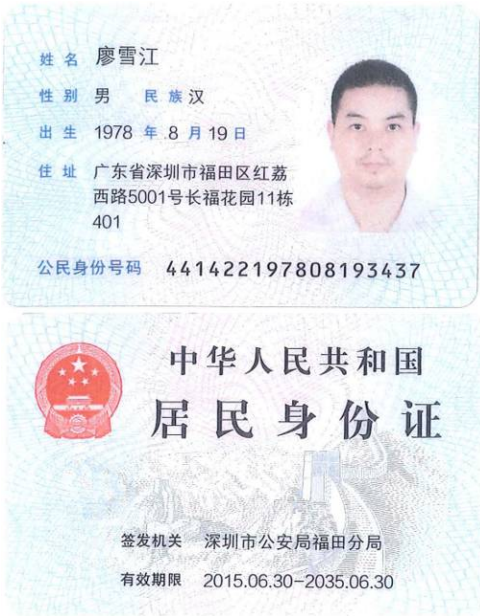 姓名 廖雪江
性别 男 民族 汉
出生 1978 年 8 月 19 日
住址 广东省深圳市福田区红荔
西路5001号长福花园11栋
401
公民身份号码 441422197808193437
中华人民共和国
居民身份证
签发机关 深圳市公安局福田分局
有效期限 2015.06.30-2035.06.30